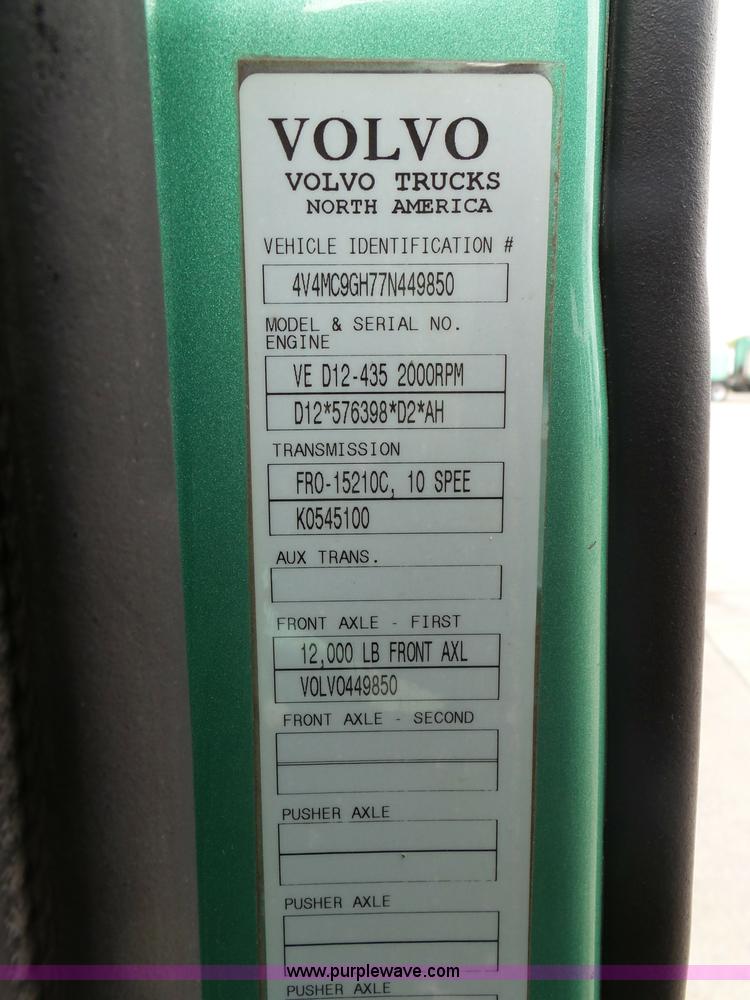 VOLVO
VOLVO TRUCKS
NORTH AMERICA
VEHICLE IDENTIFICATION #
4V4MC9GH77N449850
MODEL & SERIAL NO.
ENGINE
VE D12-435 2000RPM
D12*576398*D2*AH
TRANSMISSION
FRO-15210C, 10 SPEE
K0545100
AUX TRANS.
FRONT AXLE - FIRST
12,000 LB FRONT AXL
VOLVO449850
FRONT AXLE - SECOND
PUSHER AXLE
PUSHER AXLE
www.purplewave.com
PUSHER AXLE